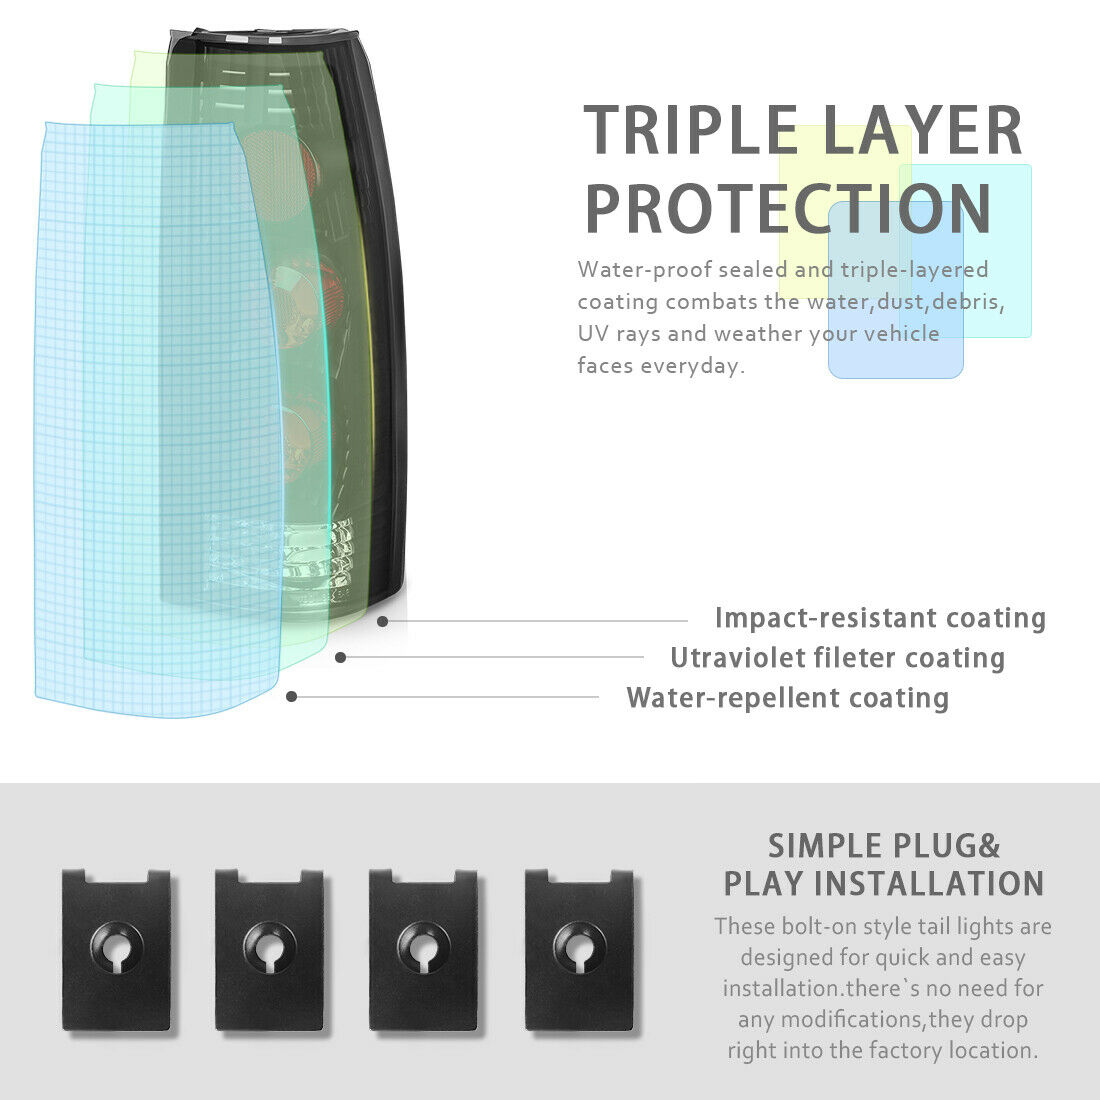 TRIPLE LAYER
PROTECTION
Water-proof sealed and triple-layered
coating combats the water,dust,debris,
UV rays and weather your vehicle
faces everyday.
Impact-resistant coating
Utraviolet fileter coating
Water-repellent coating
SIMPLE PLUG&
PLAY INSTALLATION
These bolt-on style tail lights are
designed for quick and easy
installation.there`s no need for
any modifications,they drop
right into the factory location.